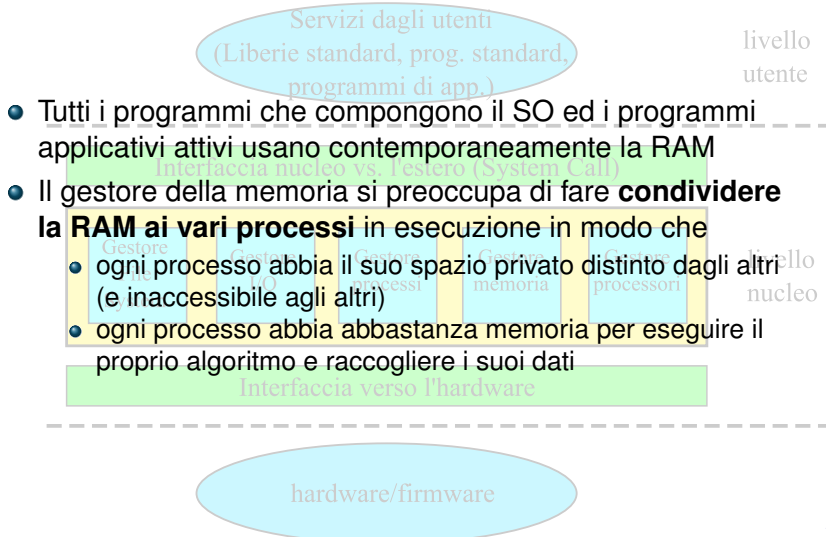 Servizi dagli utenti
(Liberie standard, prog. standard,
programmi di app.)
livello
utente
Tutti i programmi che compongono il SO ed i programmi
applicativi attivi usano contemporaneamente la RAM
Interfaccia nucleo vs. l'estero (System Call)
Il gestore della memoria si preoccupa di fare condividere
la RAM ai vari processi in esecuzione in modo che
Gestore
Gestore
I/O
Gestore
processi
Gestore
memoria
Gestore
processori
livello
nucleo
ogni processo abbia il suo spazio privato distinto dagli altri
(e inaccessibile agli altri)
ogni processo abbia abbastanza memoria per eseguire il
proprio algoritmo e raccogliere i suoi dati
Interfaccia verso l'hardware
hardware/firmware